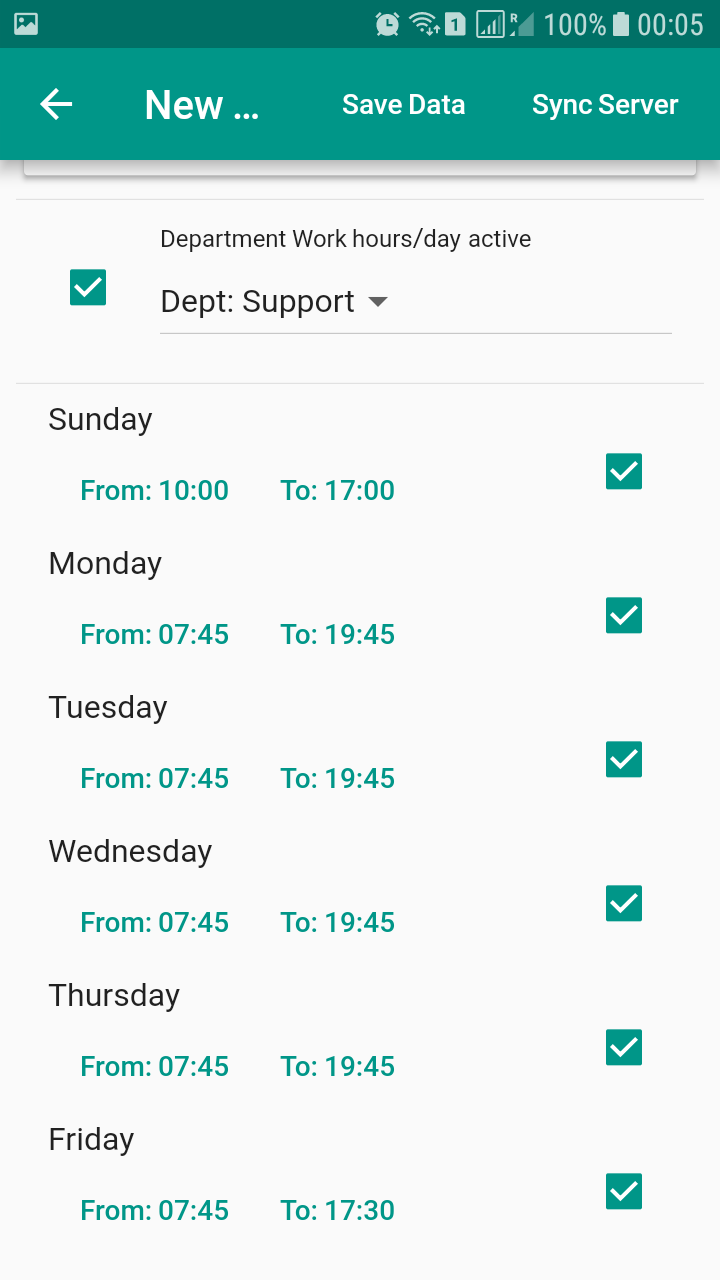 1 R 100% 00:05
New ... Save Data Sync Server
Department Work hours/day active
Dept: Support
Sunday
From: 10:00 To: 17:00
Monday
From: 07:45 To: 19:45
Tuesday
From: 07:45 To: 19:45
Wednesday
From: 07:45 To: 19:45
Thursday
From: 07:45 To: 19:45
Friday
From: 07:45 To: 17:30